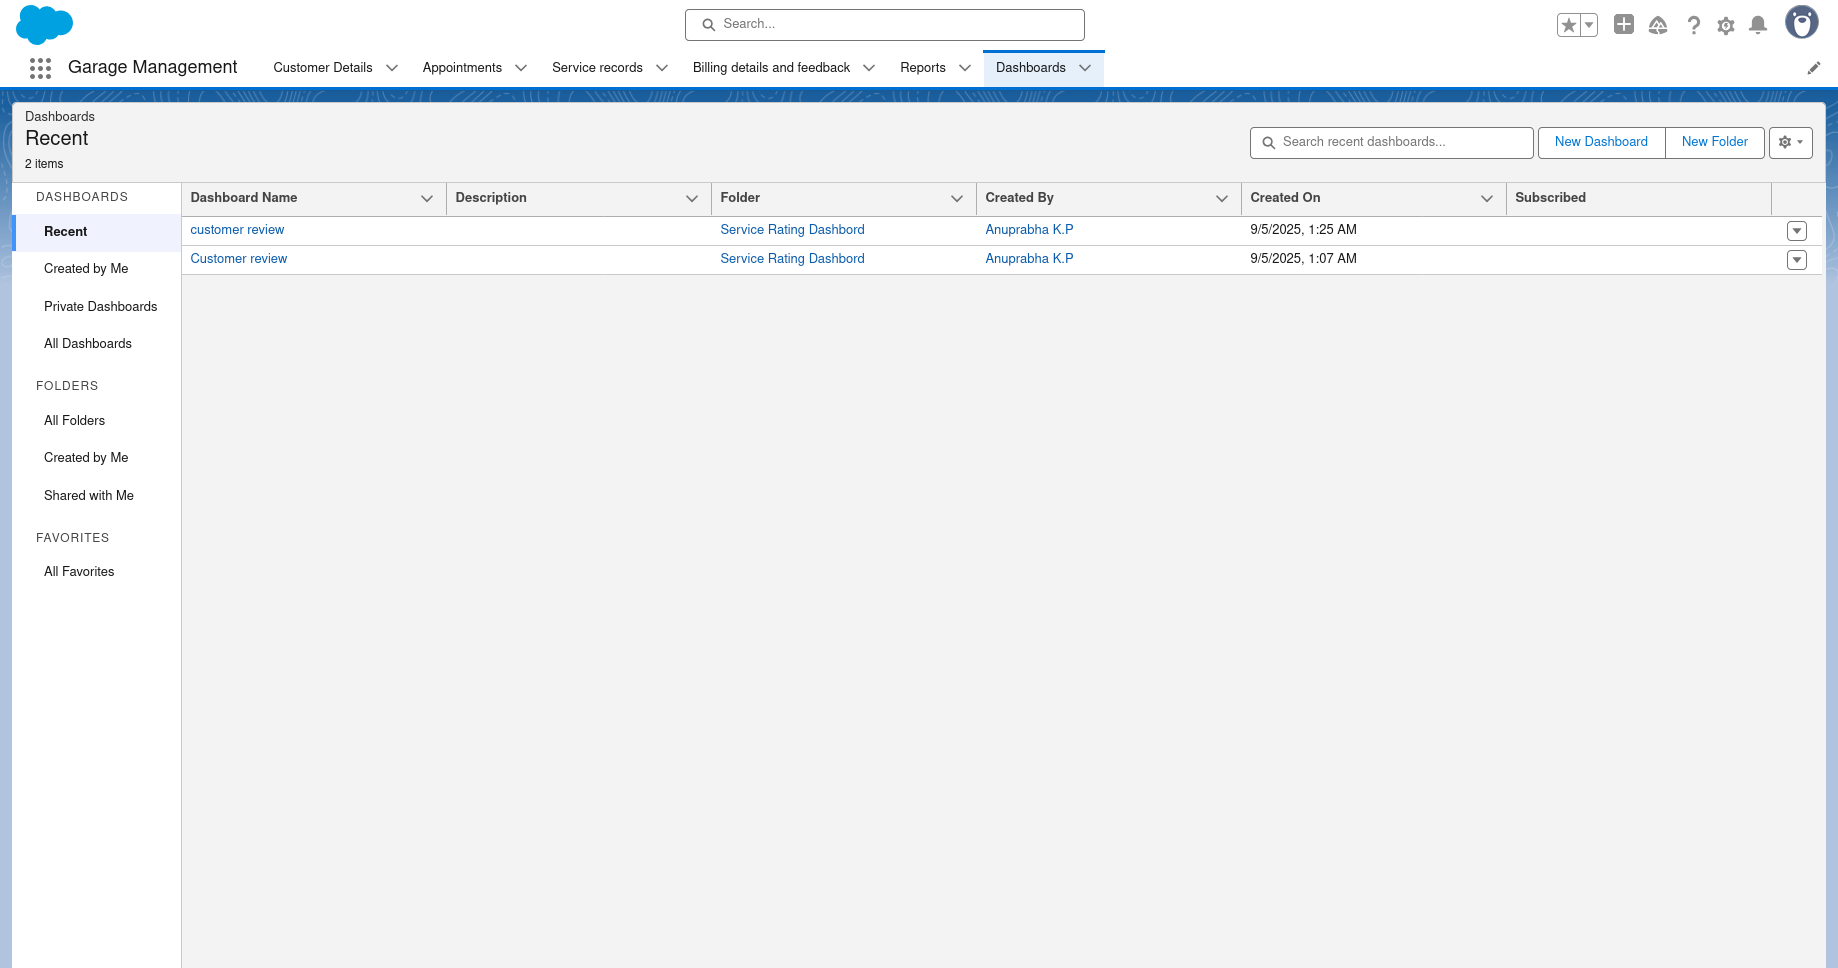 Search...
Garage Management
Customer Details
Appointments
Service records
Billing details and feedback
Reports
Dashboards
Dashboards
Recent
2 items
Search recent dashboards...
New Dashboard
New Folder
DASHBOARDS
Recent
Created by Me
Private Dashboards
All Dashboards
FOLDERS
All Folders
Created by Me
Shared with Me
FAVORITES
All Favorites
Dashboard Name Description Folder Created By Created On Subscribed
customer review Service Rating Dashbord Anuprabha K.P 9/5/2025, 1:25 AM
Customer review Service Rating Dashbord Anuprabha K.P 9/5/2025, 1:07 AM